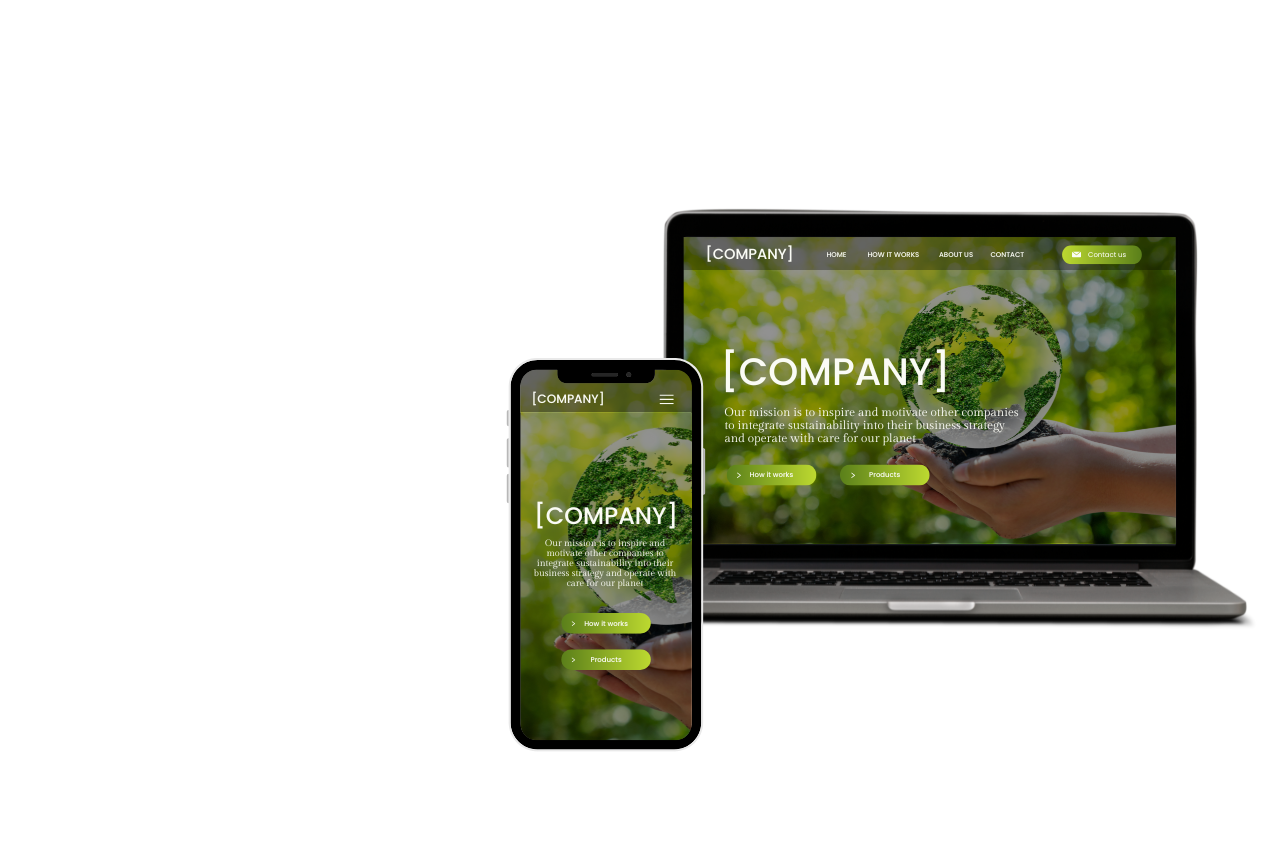 [COMPANY]
HOME HOW IT WORKS ABOUT US CONTACT Contact us
[COMPANY]
Our mission is to inspire and motivate other companies
to integrate sustainability into their business strategy
and operate with care for our planet
How it works Products
[COMPANY]
[COMPANY]
Our mission is to inspire and
motivate other companies to
integrate sustainability into their
business strategy and operate with
care for our planet
How it works
Products